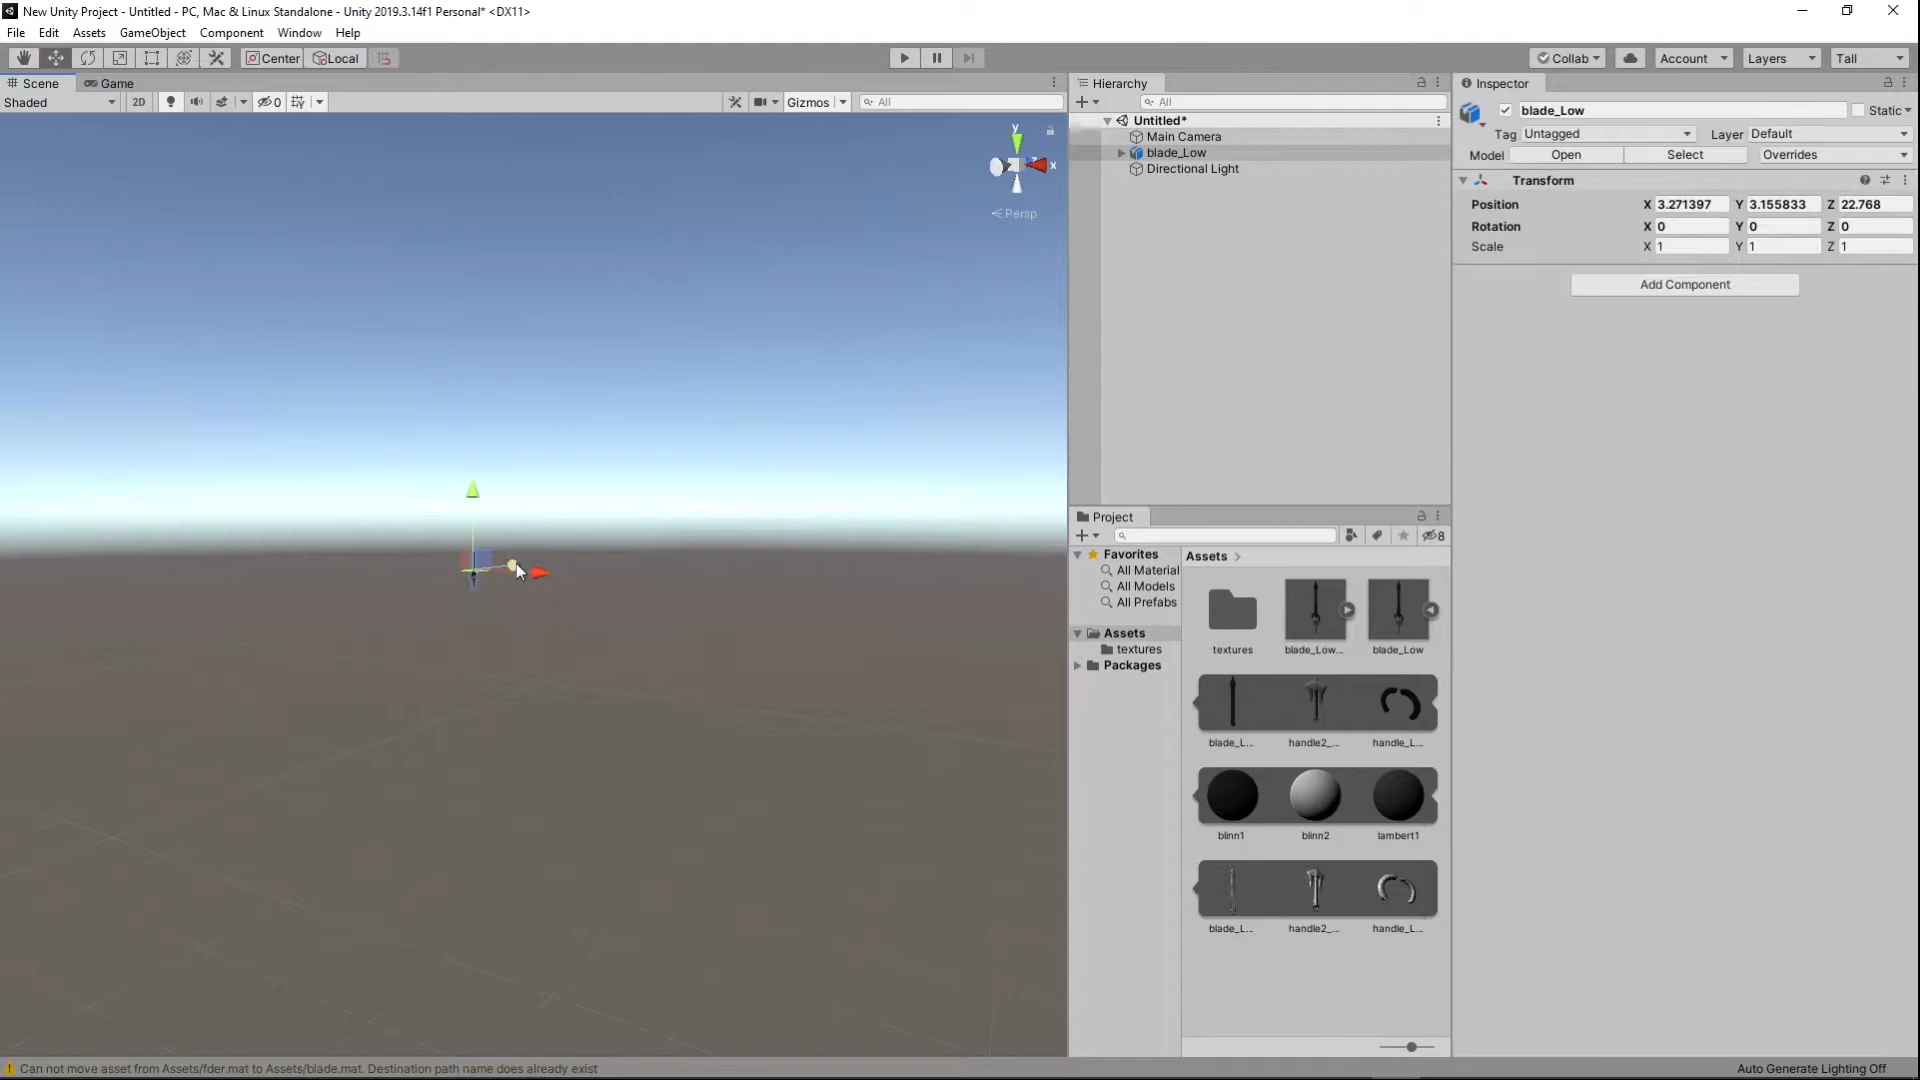 New Unity Project - Untitled - PC, Mac & Linux Standalone - Unity 2019.3.14f1 Personal* <DX11>
File Edit Assets GameObject Component Window Help
Center Local Collab Account Layers Tall
Scene Game
Shaded 2D 0 Gizmos All
y
x
Persp
Hierarchy
All
Untitled*
Main Camera
blade_Low
Directional Light
Project
8
Favorites
All Material
All Models
All Prefabs
Assets
textures
Packages
Assets
textures blade_Low... blade_Low
blade_L... handle2_... handle_L...
blinn1 blinn2 lambert1
blade_L... handle2_... handle_L...
Inspector
blade_Low Static
Tag Untagged Layer Default
Model Open Select Overrides
Transform
Position X 3.271397 Y 3.155833 Z 22.768
Rotation X 0 Y 0 Z 0
Scale X 1 Y 1 Z 1
Add Component
Can not move asset from Assets/fder.mat to Assets/blade.mat. Destination path name does already exist
Auto Generate Lighting Off